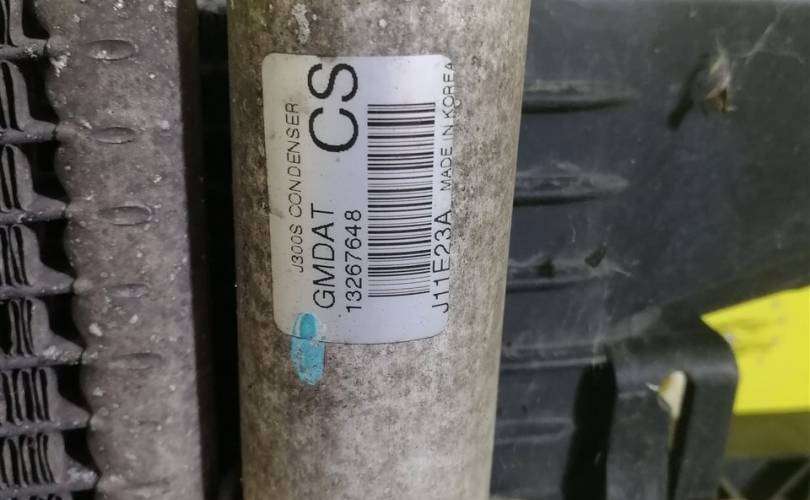 J300S CONDENSER
GMDAT CS
13267648
J11E23A MADE IN KOREA